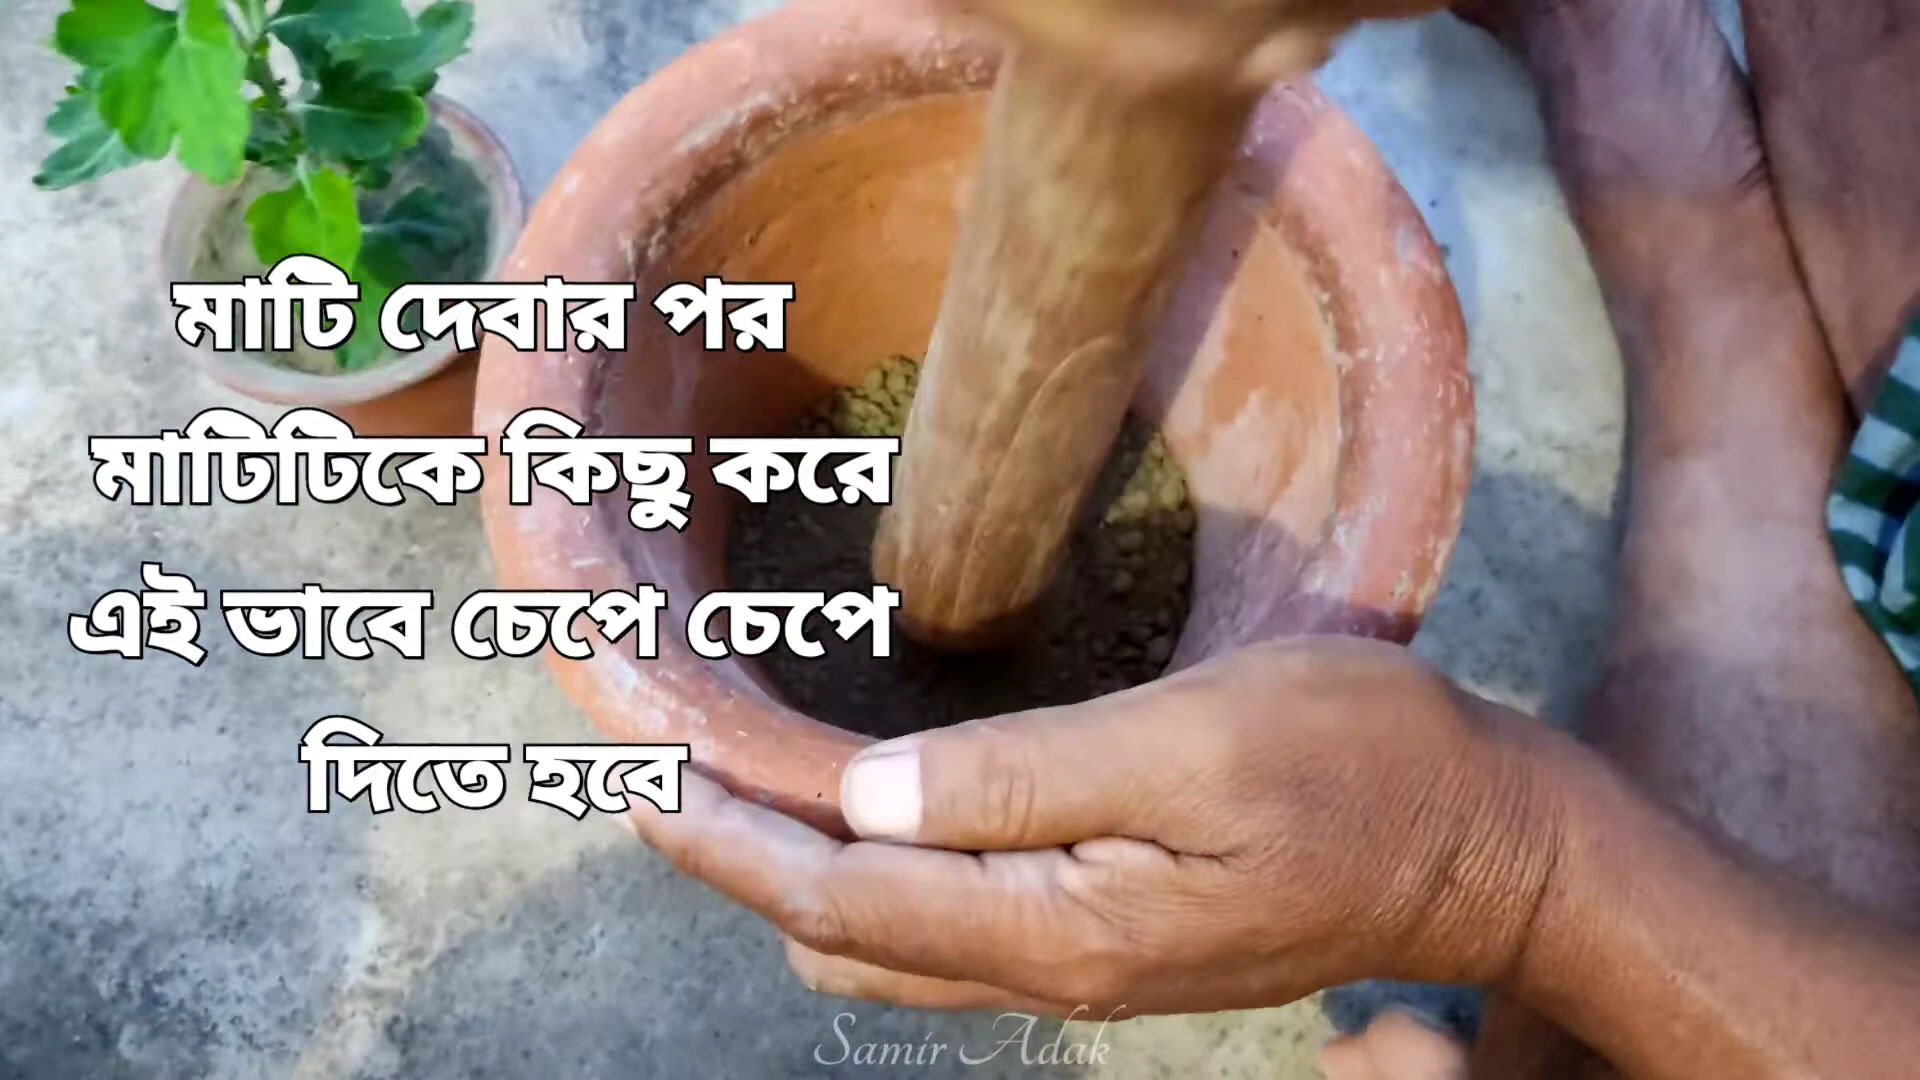 মাটি দেবার পর
মাটিটিকে কিছু করে
এই ভাবে চেপে চেপে
দিতে হবে
Samir Adak